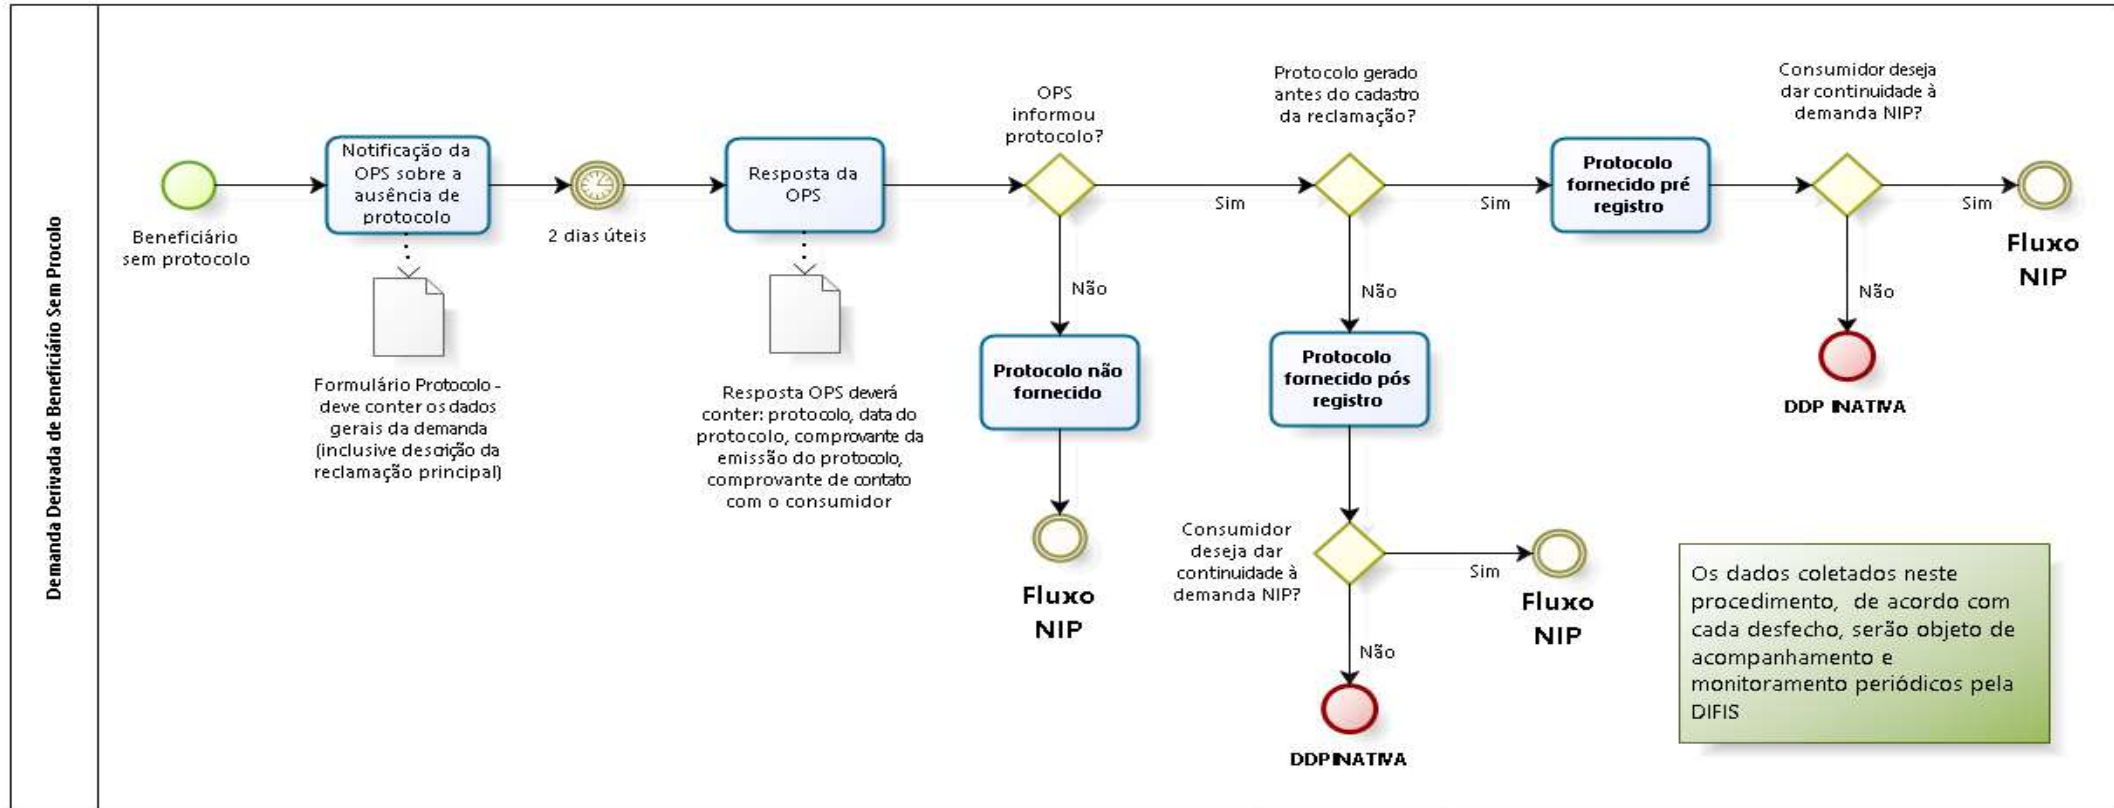 Demanda Derivada de Beneficiário Sem Procolo
Beneficiário
sem protocolo
Notificação da
OPS sobre a
ausência de
protocolo
Formulário Protocolo -
deve conter os dados
gerais da demanda
(inclusive descrição da
reclamação principal)
2 dias úteis
Resposta da
OPS
Resposta OPS deverá
conter: protocolo, data do
protocolo, comprovante da
emissão do protocolo,
comprovante de contato
com o consumidor
OPS
informou
protocolo?
Sim
Não
Protocolo não
fornecido
Fluxo
NIP
Protocolo gerado
antes do cadastro
da reclamação?
Sim
Não
Protocolo
fornecido pós
registro
Consumidor
deseja dar
continuidade à
demanda NIP?
Sim
Fluxo
NIP
Não
DDP INATIVA
Protocolo
fornecido pré
registro
Consumidor deseja
dar continuidade à
demanda NIP?
Sim
Fluxo
NIP
Não
DDP INATIVA
Os dados coletados neste
procedimento, de acordo com
cada desfecho, serão objeto de
acompanhamento e
monitoramento periódicos pela
DIFIS